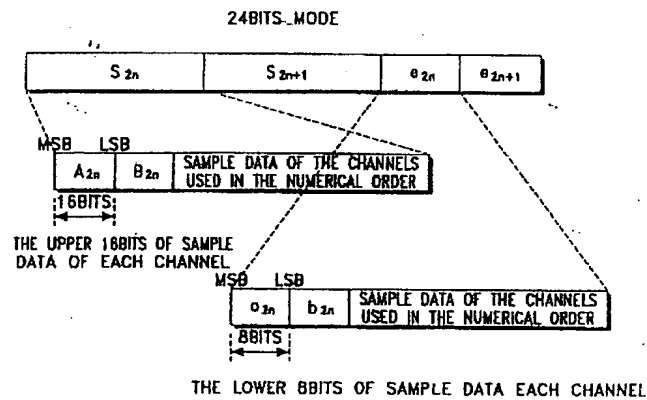 24BITS_MODE
S2n S2n+1 e2n e2n+1
MSB LSB
A2n B2n SAMPLE DATA OF THE CHANNELS
USED IN THE NUMERICAL ORDER
16BITS
THE UPPER 16BITS OF SAMPLE
DATA OF EACH CHANNEL
MSB LSB
a2n b2n SAMPLE DATA OF THE CHANNELS
USED IN THE NUMERICAL ORDER
8BITS
THE LOWER 8BITS OF SAMPLE DATA EACH CHANNEL